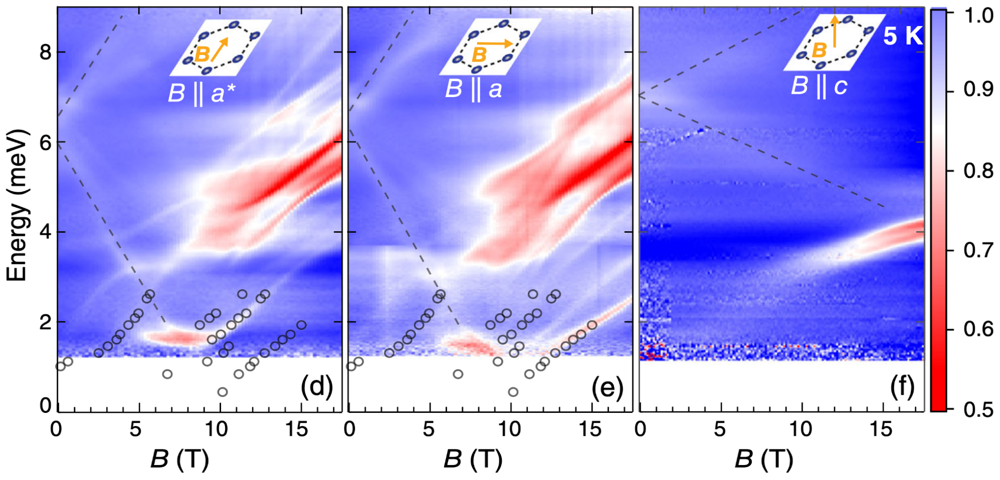 Energy (meV)
8
6
4
2
0
B
B || a*
(d)
0 5 10 15
B (T)
B
B || a
(e)
0 5 10 15
B (T)
B
5 K
B || c
(f)
0 5 10 15
B (T)
1.0
0.9
0.8
0.7
0.6
0.5